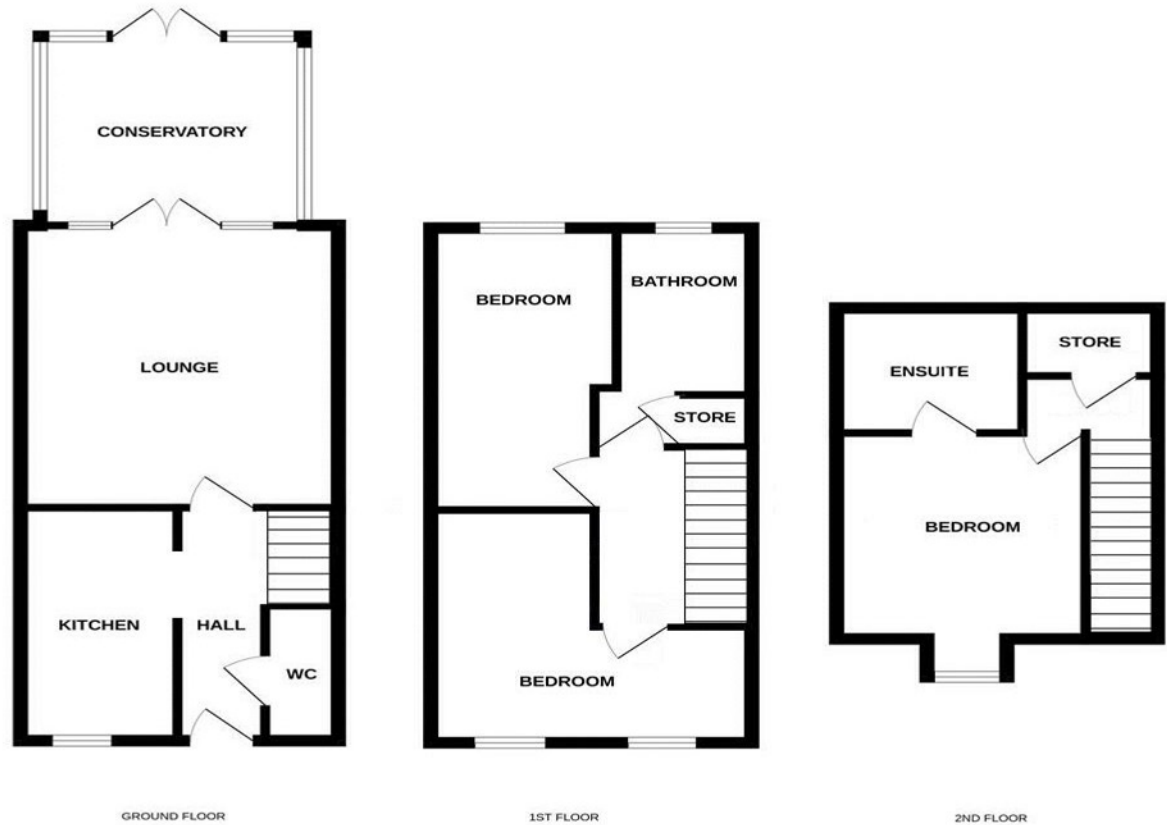 CONSERVATORY
LOUNGE
KITCHEN
HALL
WC
GROUND FLOOR
BEDROOM
BATHROOM
STORE
BEDROOM
1ST FLOOR
ENSUITE
STORE
BEDROOM
2ND FLOOR